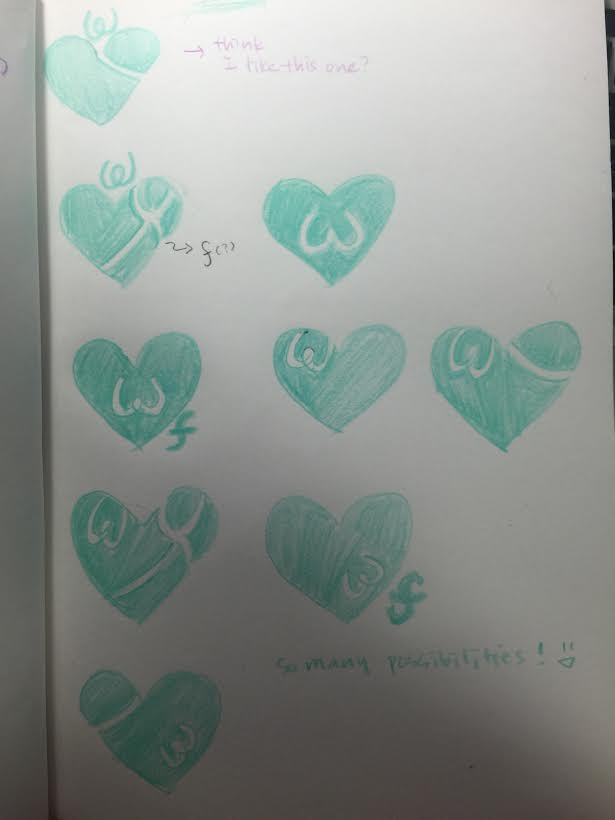 ω
→ think
I like this one?
ω
~> f(?)
ω
ω
f
ω
ω
ω
ω
f
so many possibilities!
ω